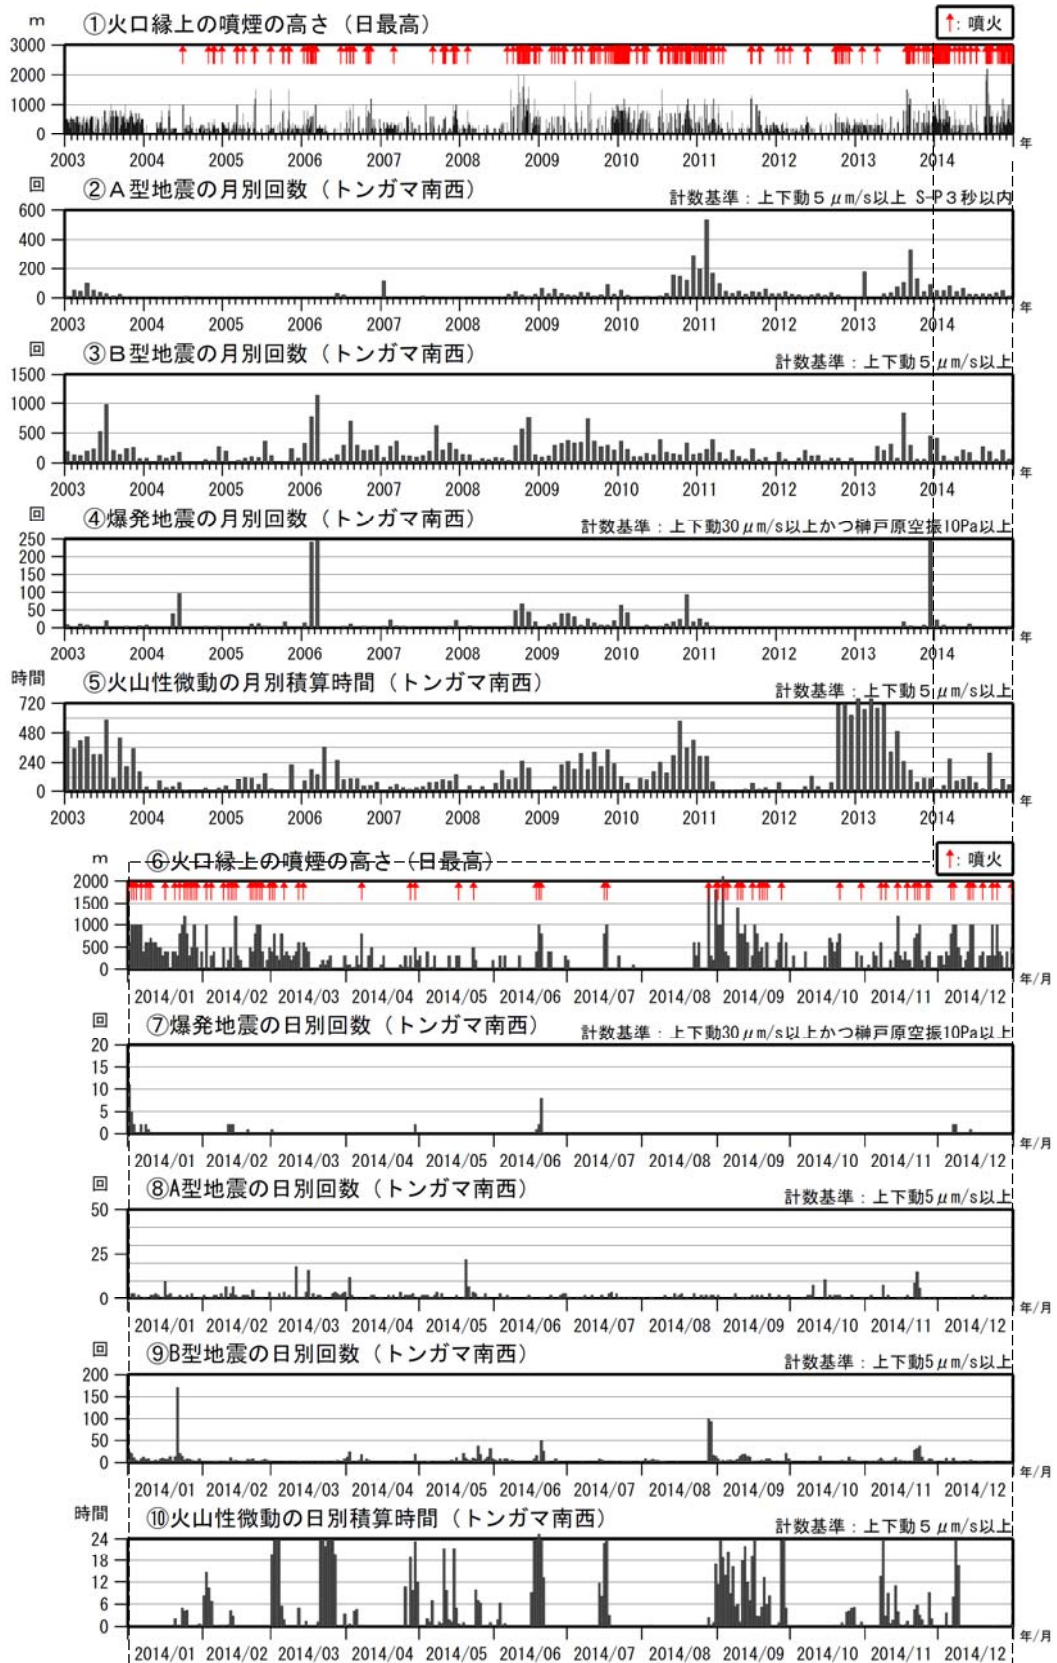 m ①火口縁上の噴煙の高さ（日最高） ↑: 噴火
3000
2000
1000
0
2003 2004 2005 2006 2007 2008 2009 2010 2011 2012 2013 2014 年
回 ②Ａ型地震の月別回数（トンガマ南西） 計数基準：上下動５μm/s以上 S-P３秒以内
600
400
200
0
2003 2004 2005 2006 2007 2008 2009 2010 2011 2012 2013 2014 年
回 ③Ｂ型地震の月別回数（トンガマ南西） 計数基準：上下動５μm/s以上
1500
1000
500
0
2003 2004 2005 2006 2007 2008 2009 2010 2011 2012 2013 2014 年
回 ④爆発地震の月別回数（トンガマ南西） 計数基準：上下動30μm/s以上かつ榊戸原空振10Pa以上
250
200
150
100
50
0
2003 2004 2005 2006 2007 2008 2009 2010 2011 2012 2013 2014 年
時間 ⑤火山性微動の月別積算時間（トンガマ南西） 計数基準：上下動５μm/s以上
720
480
240
0
2003 2004 2005 2006 2007 2008 2009 2010 2011 2012 2013 2014 年
m ⑥火口縁上の噴煙の高さ（日最高） ↑: 噴火
2000
1500
1000
500
0
2014/01 2014/02 2014/03 2014/04 2014/05 2014/06 2014/07 2014/08 2014/09 2014/10 2014/11 2014/12 年/月
回 ⑦爆発地震の日別回数（トンガマ南西） 計数基準：上下動30μm/s以上かつ榊戸原空振10Pa以上
20
15
10
5
0
2014/01 2014/02 2014/03 2014/04 2014/05 2014/06 2014/07 2014/08 2014/09 2014/10 2014/11 2014/12 年/月
回 ⑧A型地震の日別回数（トンガマ南西） 計数基準：上下動5μm/s以上
50
25
0
2014/01 2014/02 2014/03 2014/04 2014/05 2014/06 2014/07 2014/08 2014/09 2014/10 2014/11 2014/12 年/月
回 ⑨B型地震の日別回数（トンガマ南西） 計数基準：上下動5μm/s以上
200
150
100
50
0
2014/01 2014/02 2014/03 2014/04 2014/05 2014/06 2014/07 2014/08 2014/09 2014/10 2014/11 2014/12 年/月
時間 ⑩火山性微動の日別積算時間（トンガマ南西） 計数基準：上下動５μm/s以上
24
18
12
6
0
2014/01 2014/02 2014/03 2014/04 2014/05 2014/06 2014/07 2014/08 2014/09 2014/10 2014/11 2014/12 年/月